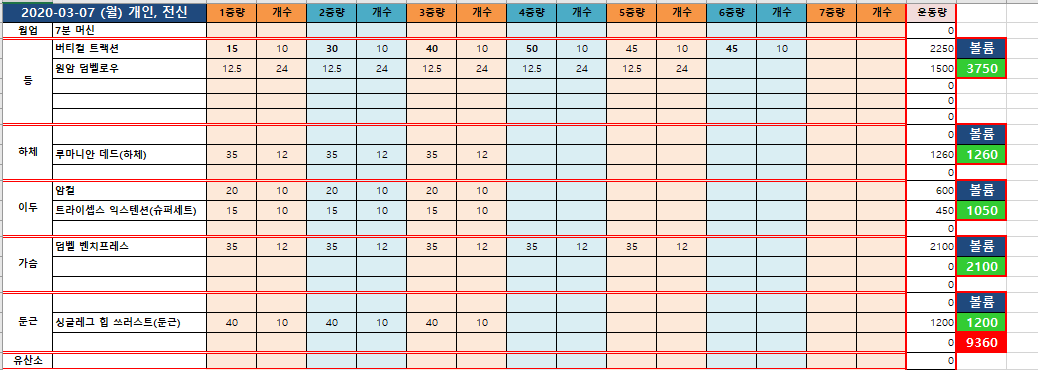 2020-03-07 (월) 개인, 전신 1중량 개수 2중량 개수 3중량 개수 4중량 개수 5중량 개수 6중량 개수 7중량 개수 운동량
웜업 7분 머신 0
버티컬 트랙션 15 10 30 10 40 10 50 10 45 10 45 10 2250 볼륨
등 원암 덤벨로우 12.5 24 12.5 24 12.5 24 12.5 24 12.5 24 1500 3750
0
0
0
0 볼륨
하체 루마니안 데드(하체) 35 12 35 12 35 12 1260 1260
0
암컬 20 10 20 10 20 10 600 볼륨
이두 트라이셉스 익스텐션(슈퍼세트) 15 10 15 10 15 10 450 1050
0
덤벨 벤치프레스 35 12 35 12 35 12 35 12 35 12 2100 볼륨
가슴 0 2100
0
0 볼륨
둔근 싱글레그 힙 쓰러스트(둔근) 40 10 40 10 40 10 1200 1200
0 9360
유산소 0